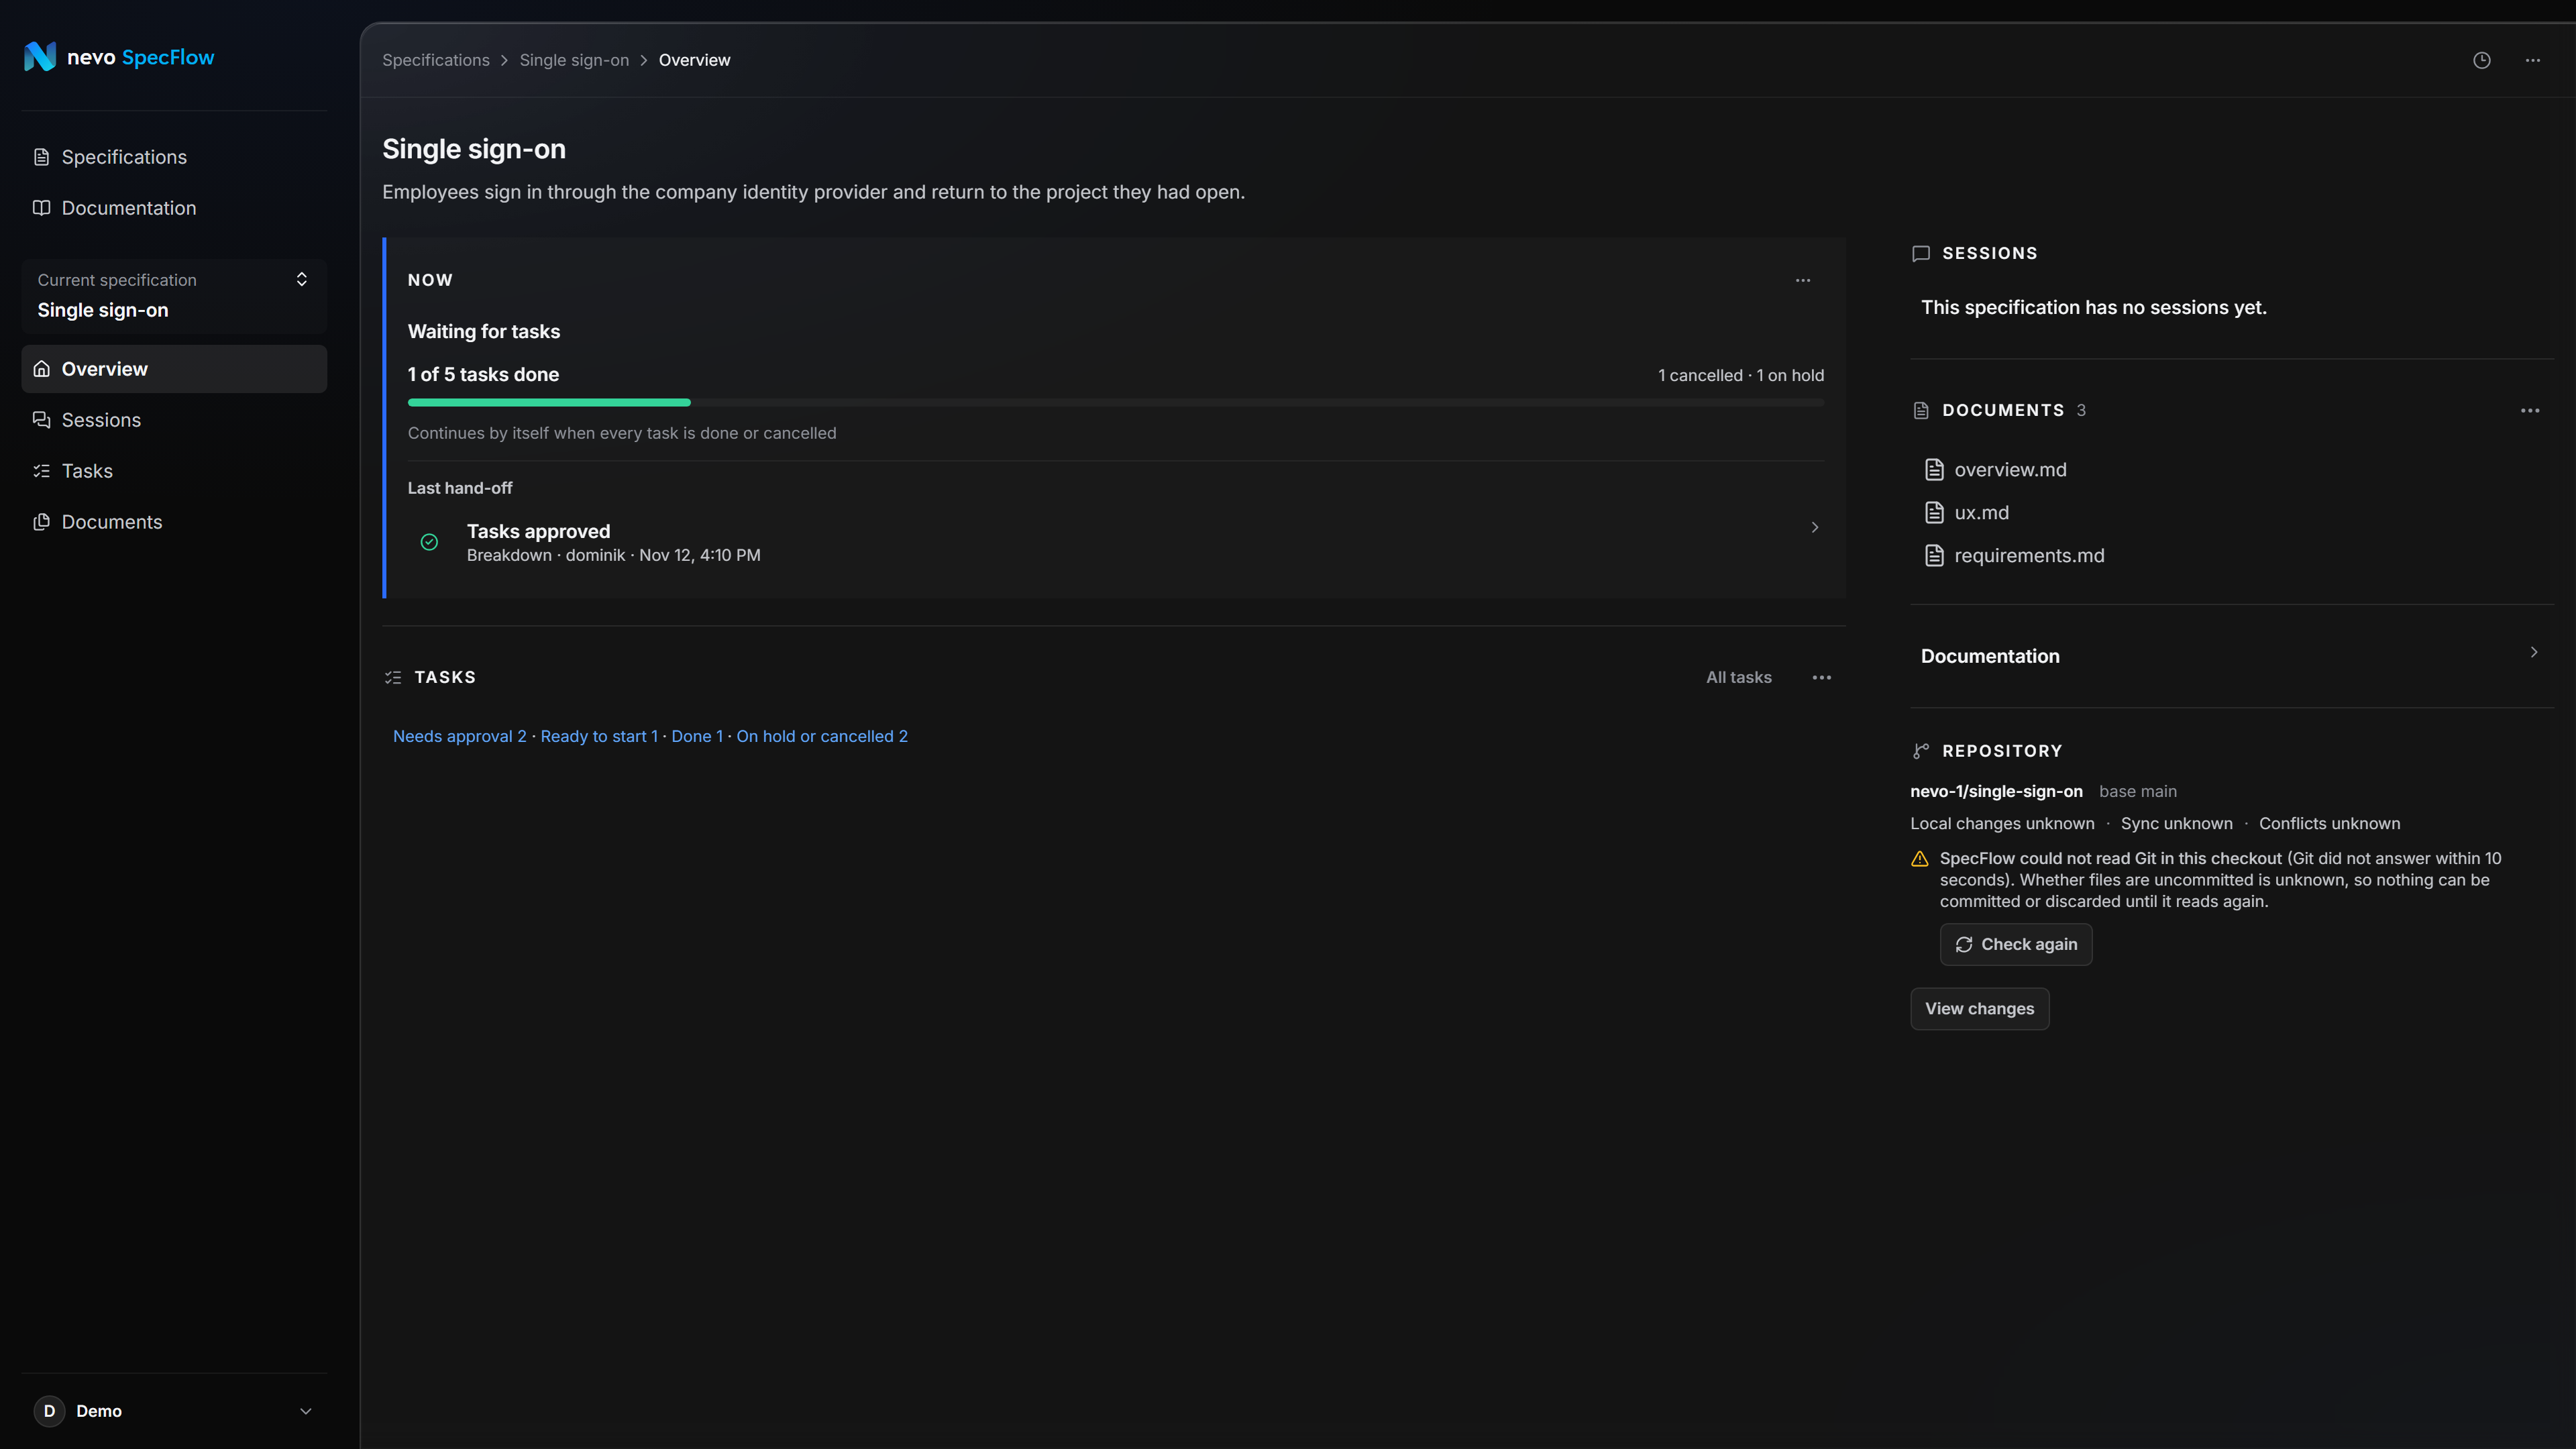 nevo SpecFlow
Specifications
Documentation
Current specification
Single sign-on
Overview
Sessions
Tasks
Documents
D Demo
Specifications > Single sign-on > Overview
Single sign-on
Employees sign in through the company identity provider and return to the project they had open.
NOW
Waiting for tasks
1 of 5 tasks done
1 cancelled · 1 on hold
Continues by itself when every task is done or cancelled
Last hand-off
Tasks approved
Breakdown · dominik · Nov 12, 4:10 PM
TASKS
All tasks
Needs approval 2 · Ready to start 1 · Done 1 · On hold or cancelled 2
SESSIONS
This specification has no sessions yet.
DOCUMENTS 3
overview.md
ux.md
requirements.md
Documentation
REPOSITORY
nevo-1/single-sign-on base main
Local changes unknown · Sync unknown · Conflicts unknown
SpecFlow could not read Git in this checkout (Git did not answer within 10
seconds). Whether files are uncommitted is unknown, so nothing can be
committed or discarded until it reads again.
Check again
View changes